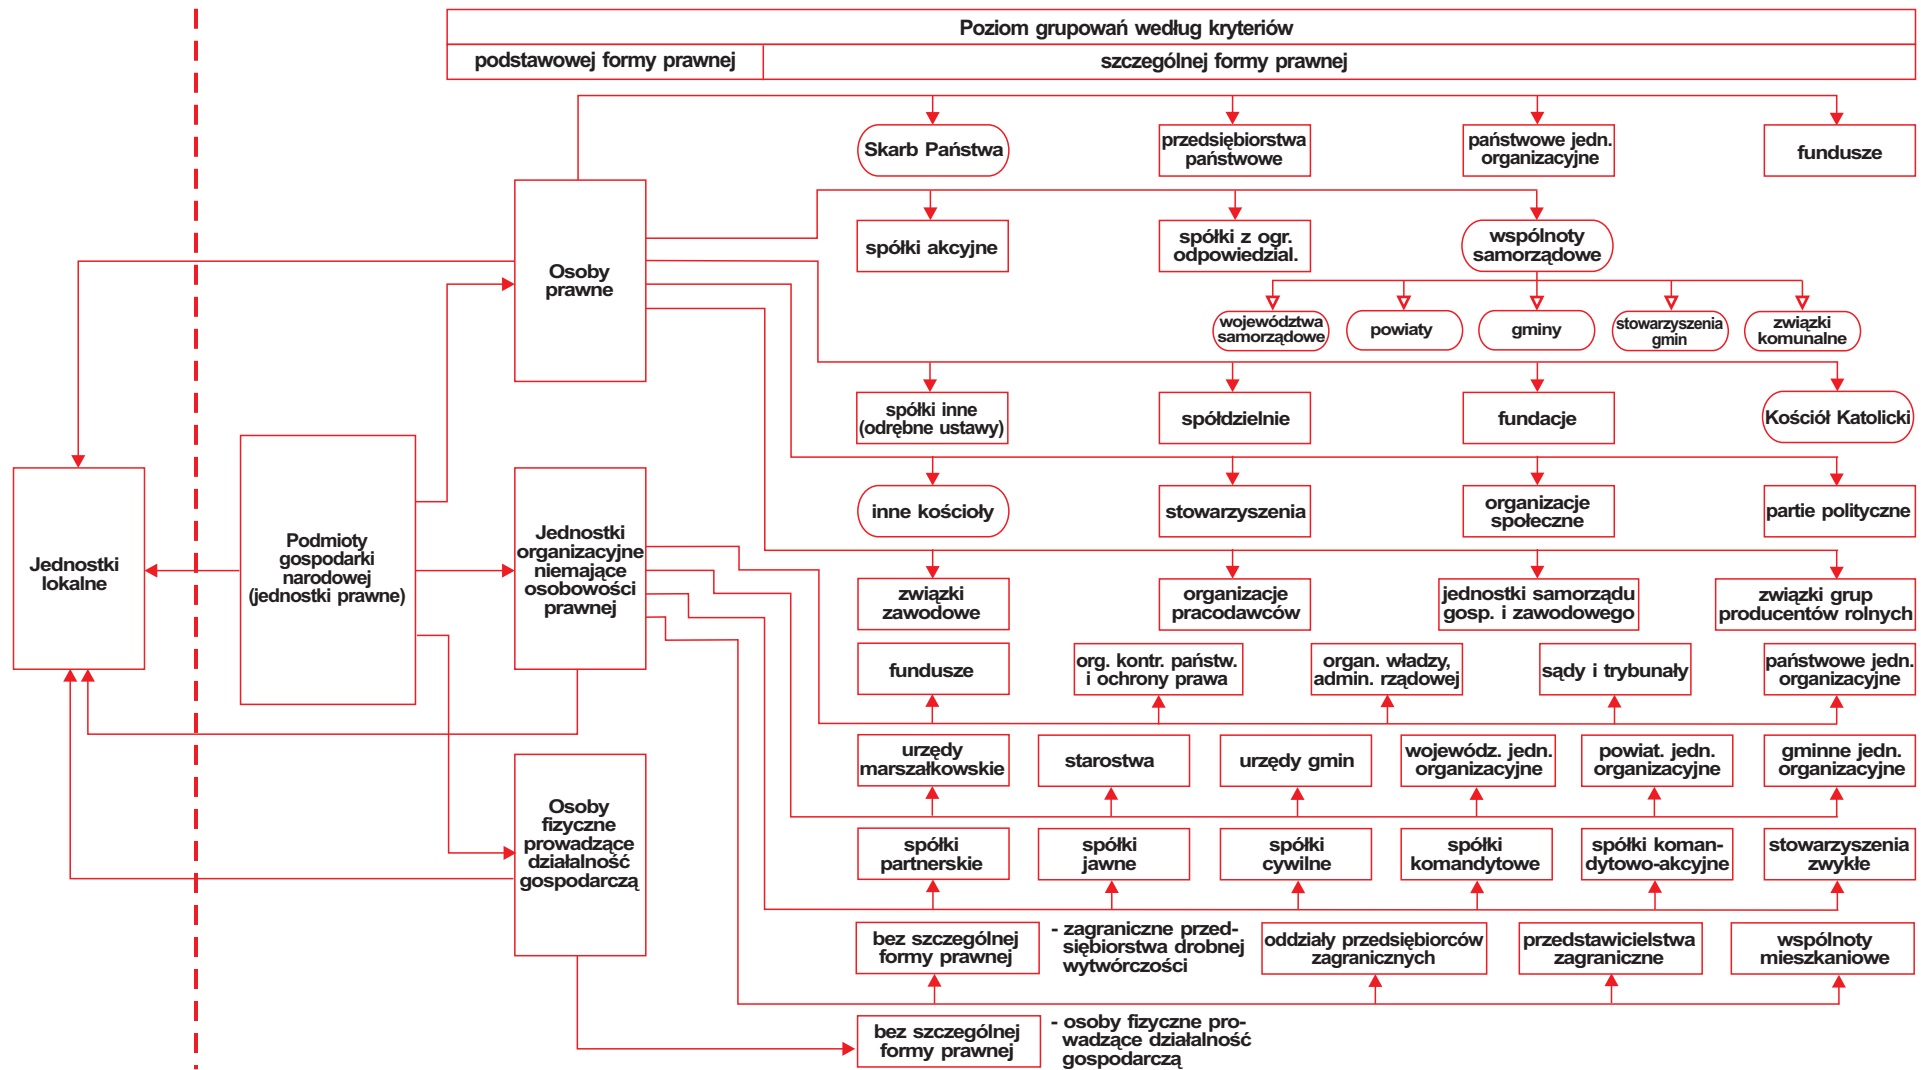 Poziom grupowań według kryteriów
podstawowej formy prawnej
szczególnej formy prawnej
Skarb Państwa
przedsiębiorstwa
państwowe
państwowe jedn.
organizacyjne
fundusze
Osoby
prawne
spółki akcyjne
spółki z ogr.
odpowiedzial.
wspólnoty
samorządowe
województwa
samorządowe
powiaty
gminy
stowarzyszenia
gmin
związki
komunalne
spółki inne
(odrębne ustawy)
spółdzielnie
fundacje
Kościół Katolicki
inne kościoły
stowarzyszenia
organizacje
społeczne
partie polityczne
Jednostki
lokalne
Podmioty
gospodarki
narodowej
(jednostki prawne)
Jednostki
organizacyjne
niemające
osobowości
prawnej
związki
zawodowe
organizacje
pracodawców
jednostki samorządu
gosp. i zawodowego
związki grup
producentów rolnych
fundusze
org. kontr. państw.
i ochrony prawa
organ. władzy,
admin. rządowej
sądy i trybunały
państwowe jedn.
organizacyjne
urzędy
marszałkowskie
starostwa
urzędy gmin
wojewódz. jedn.
organizacyjne
powiat. jedn.
organizacyjne
gminne jedn.
organizacyjne
Osoby
fizyczne
prowadzące
działalność
gospodarczą
spółki
partnerskie
spółki
jawne
spółki
cywilne
spółki
komandytowe
spółki koman-
dytowo-akcyjne
stowarzyszenia
zwykłe
bez szczególnej
formy prawnej
- zagraniczne przed-
siębiorstwa drobnej
wytwórczości
oddziały przedsiębiorców
zagranicznych
przedstawicielstwa
zagraniczne
wspólnoty
mieszkaniowe
bez szczególnej
formy prawnej
- osoby fizyczne pro-
wadzące działalność
gospodarczą